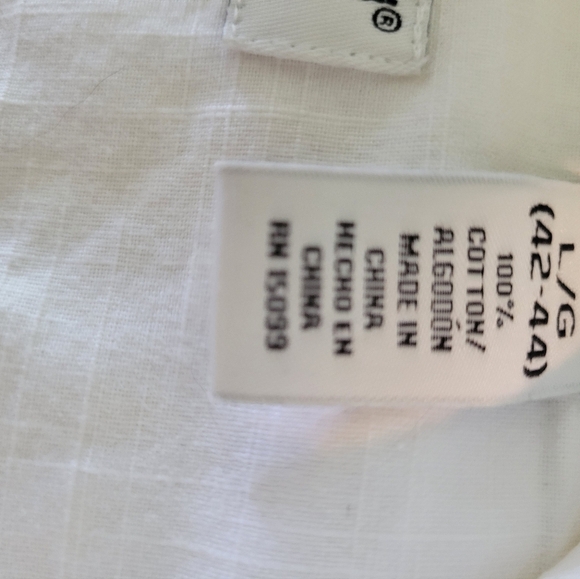 ®
L/G
(42-44)
100%
COTTON/
ALGODÓN
MADE IN
CHINA
HECHO EN
CHINA
RN 15099